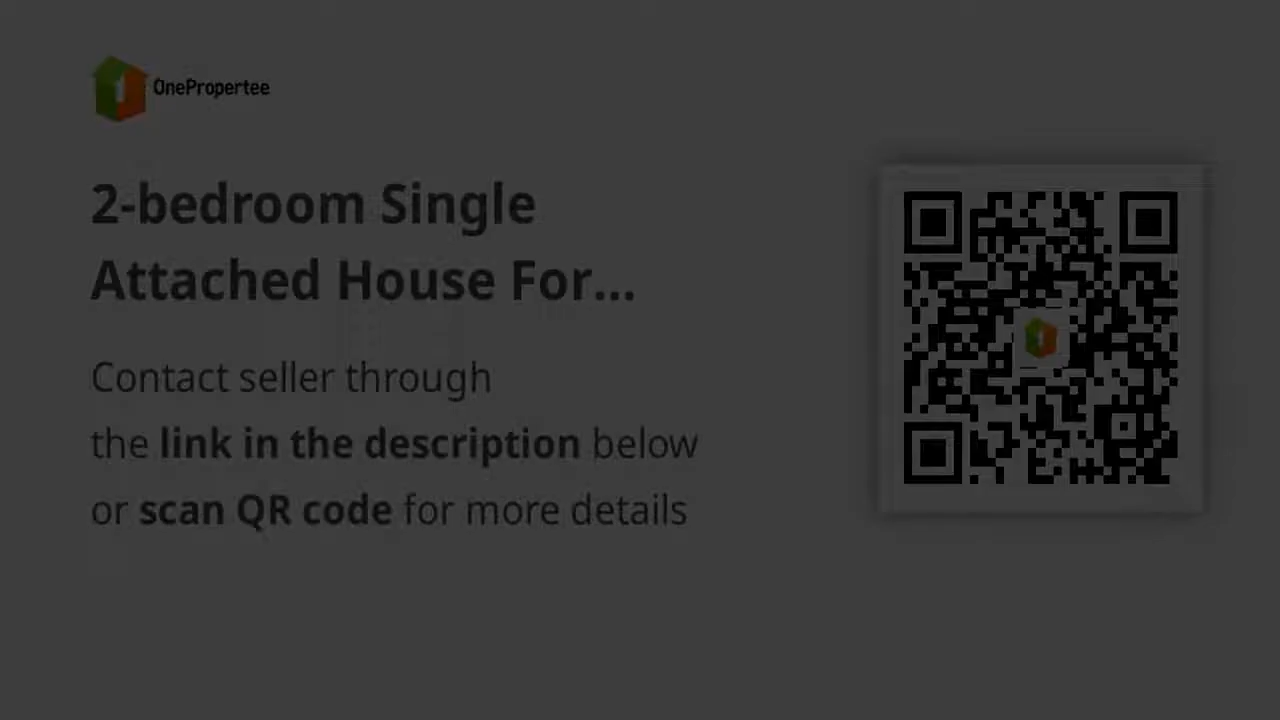 OnePropertee
2-bedroom Single
Attached House For...
Contact seller through
the link in the description below
or scan QR code for more details